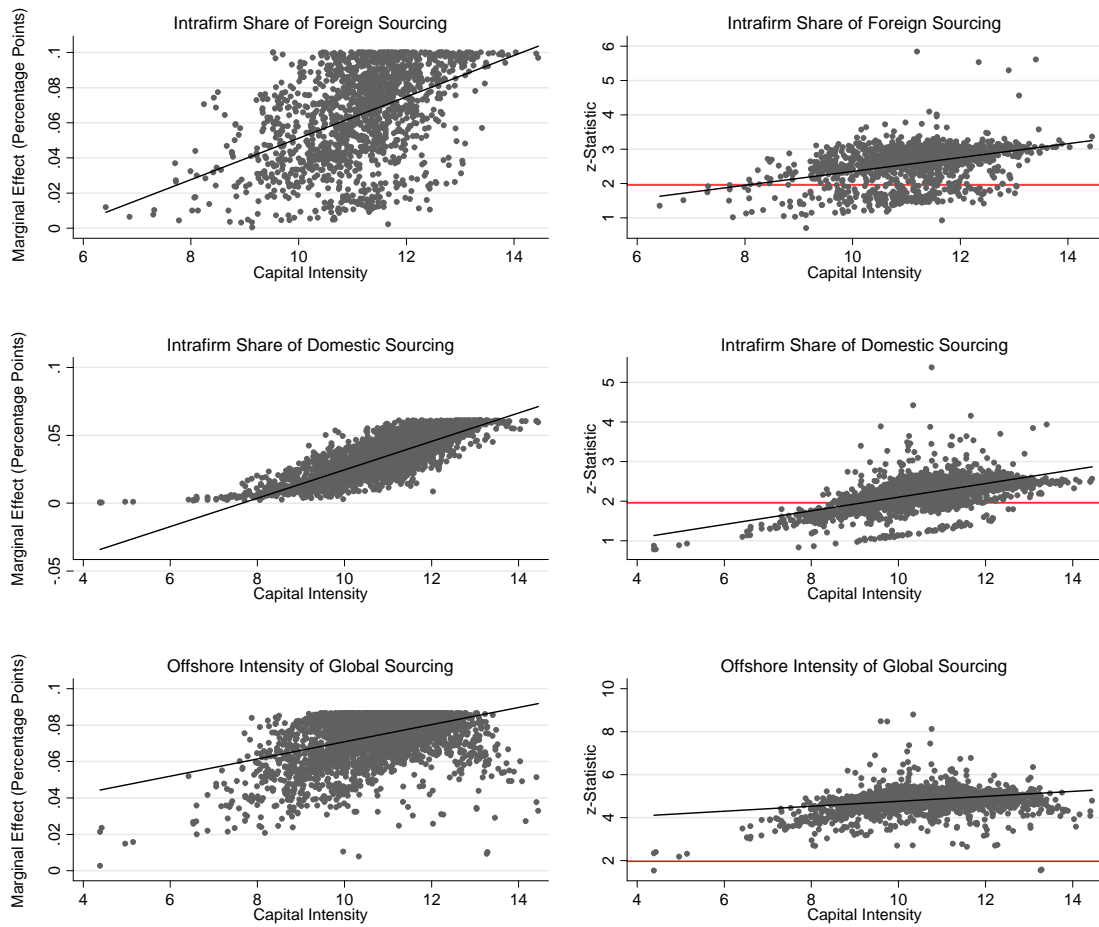 Intrafirm Share of Foreign Sourcing
Marginal Effect (Percentage Points)
.1
.08
.06
.04
.02
0
6 8 10 12 14
Capital Intensity
Intrafirm Share of Foreign Sourcing
z-Statistic
6
5
4
3
2
1
6 8 10 12 14
Capital Intensity
Intrafirm Share of Domestic Sourcing
Marginal Effect (Percentage Points)
.1
.05
0
-.05
4 6 8 10 12 14
Capital Intensity
Intrafirm Share of Domestic Sourcing
z-Statistic
5
4
3
2
1
4 6 8 10 12 14
Capital Intensity
Offshore Intensity of Global Sourcing
Marginal Effect (Percentage Points)
.1
.08
.06
.04
.02
0
4 6 8 10 12 14
Capital Intensity
Offshore Intensity of Global Sourcing
z-Statistic
10
8
6
4
2
4 6 8 10 12 14
Capital Intensity